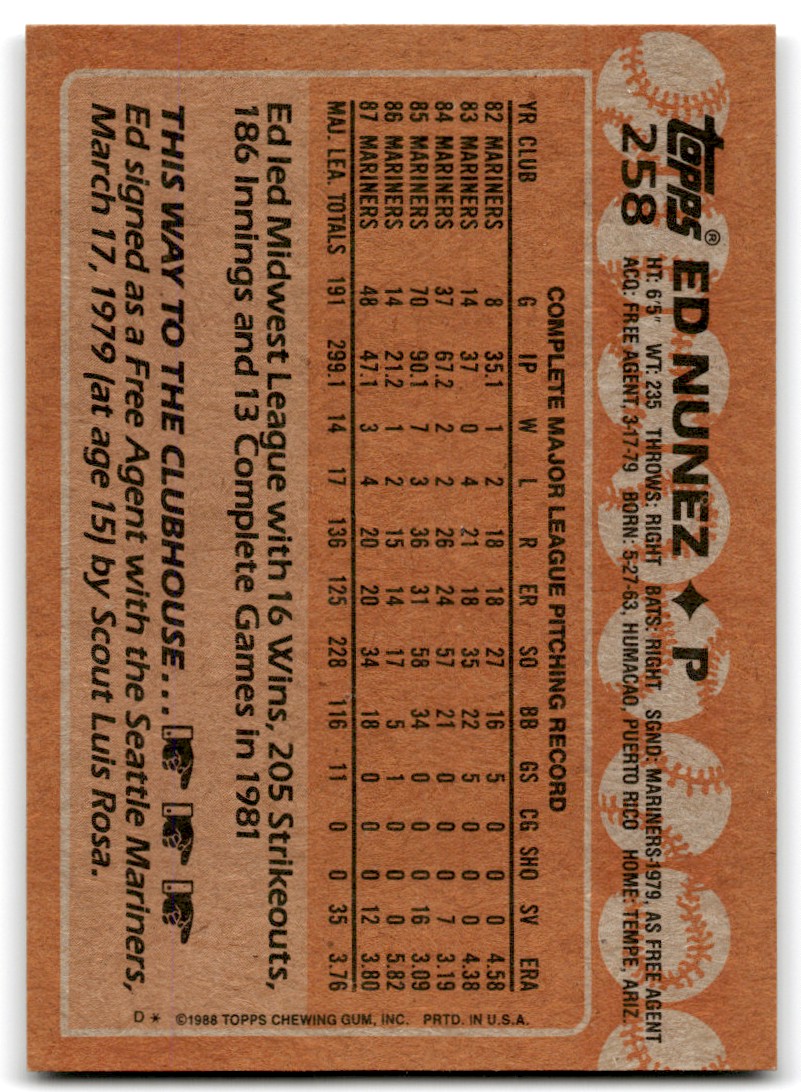 topps®
258
ED NUNEZ ✦ P
HT: 6'5" WT: 235 THROWS: RIGHT BATS: RIGHT SGND: MARINERS-1979, AS FREE AGENT
ACQ: FREE AGENT, 3-17-79 BORN: 5-27-63, HUMACAO, PUERTO RICO HOME: TEMPE, ARIZ.
COMPLETE MAJOR LEAGUE PITCHING RECORD
YR CLUB G IP W L R ER SO BB GS CG SHO SV ERA
82 MARINERS 8 35.1 1 2 18 18 27 16 5 0 0 0 4.58
83 MARINERS 14 37 0 4 21 18 35 22 5 0 0 0 4.38
84 MARINERS 37 67.2 2 2 26 24 57 21 0 0 0 7 3.19
85 MARINERS 70 90.1 7 3 36 31 58 34 0 0 0 16 3.09
86 MARINERS 14 21.2 1 2 15 14 17 5 1 0 0 0 5.82
87 MARINERS 48 47.1 3 4 20 20 34 18 0 0 0 12 3.80
MAJ. LEA. TOTALS 191 299.1 14 17 136 125 228 116 11 0 0 35 3.76
Ed led Midwest League with 16 Wins, 205 Strikeouts,
186 Innings and 13 Complete Games in 1981
THIS WAY TO THE CLUBHOUSE...
Ed signed as a Free Agent with the Seattle Mariners,
March 17, 1979 (at age 15) by Scout Luis Rosa.
D * ©1988 TOPPS CHEWING GUM, INC. PRTD. IN U.S.A.